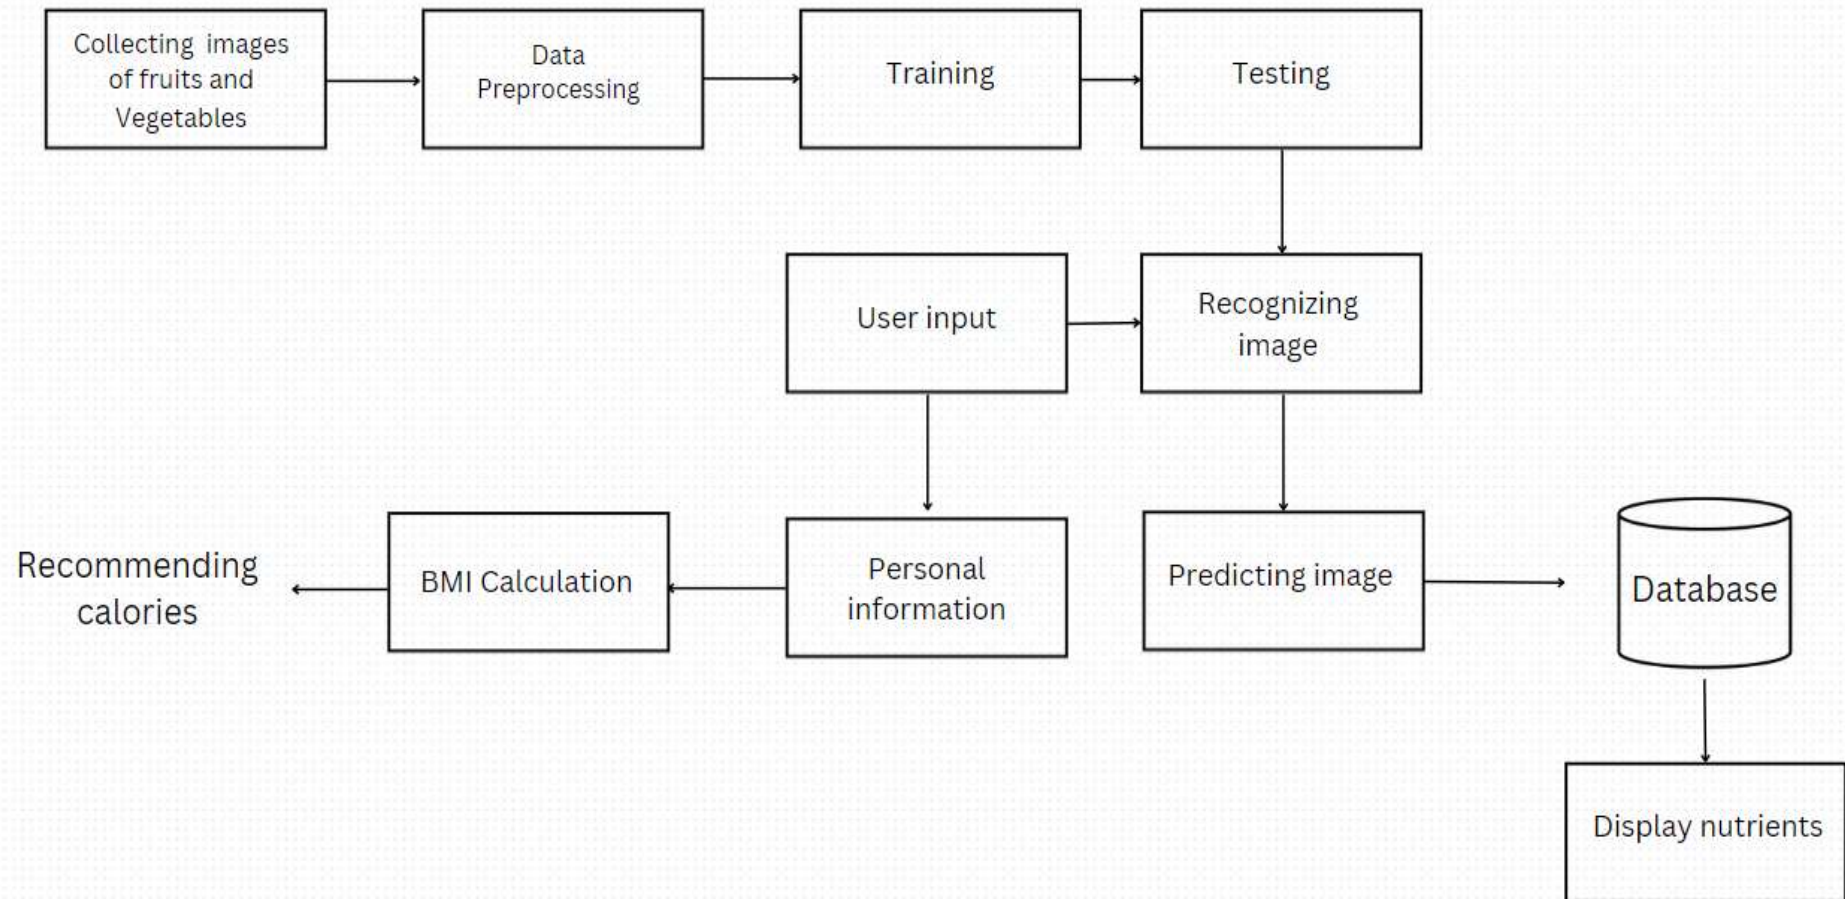 Collecting images
of fruits and
Vegetables
Data
Preprocessing
Training
Testing
User input
Recognizing
image
Recommending
calories
BMI Calculation
Personal
information
Predicting image
Database
Display nutrients